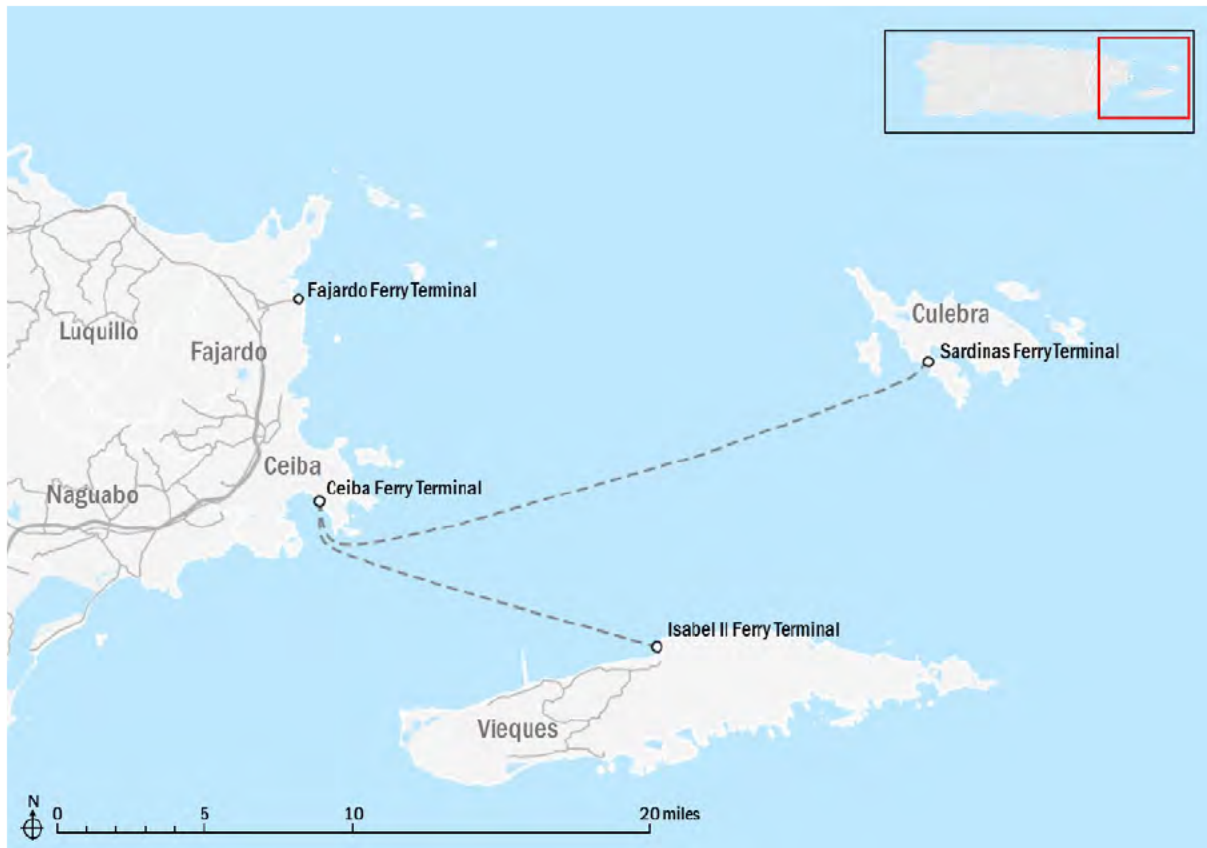 Fajardo Ferry Terminal
Culebra
Luquillo
Fajardo
Sardinas Ferry Terminal
Ceiba
Ceiba Ferry Terminal
Naguabo
Isabel II Ferry Terminal
Vieques
N
0 5 10 20 miles